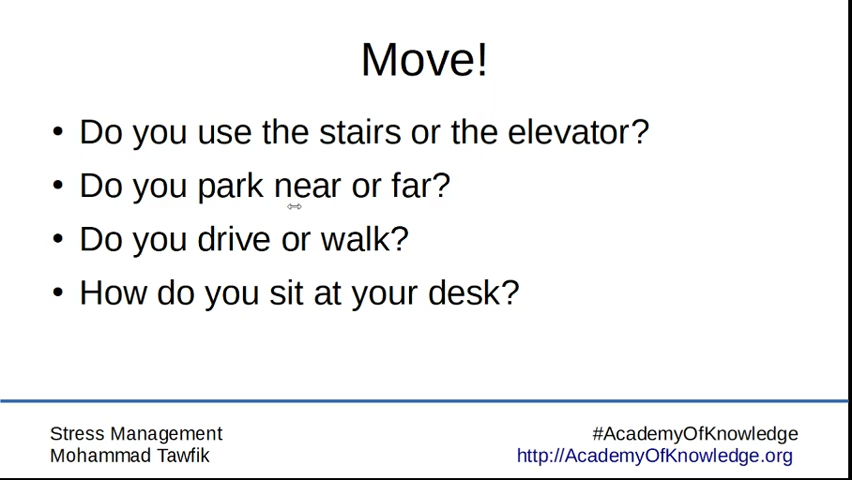 Move!
• Do you use the stairs or the elevator?
• Do you park near or far?
• Do you drive or walk?
• How do you sit at your desk?
Stress Management
Mohammad Tawfik
#AcademyOfKnowledge
http://AcademyOfKnowledge.org